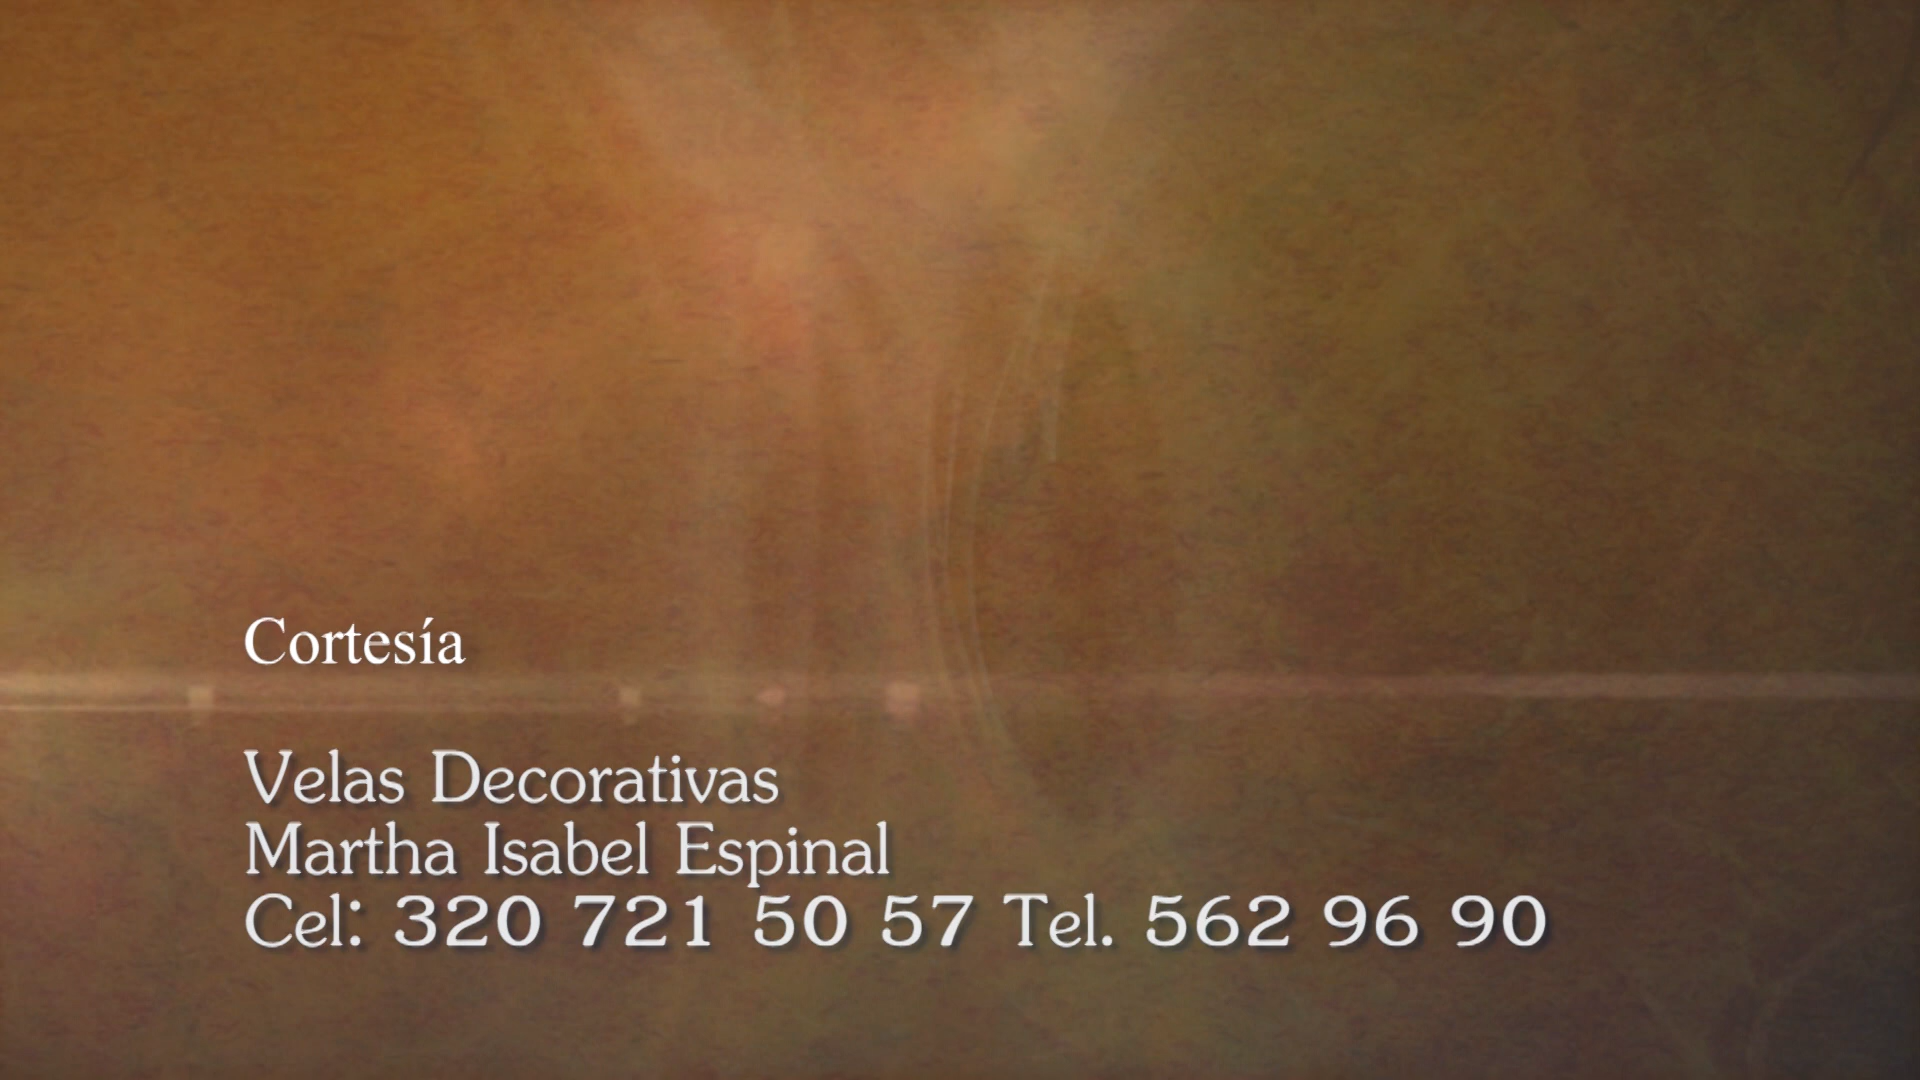 Cortesía
Velas Decorativas
Martha Isabel Espinal
Cel: 320 721 50 57 Tel. 562 96 90